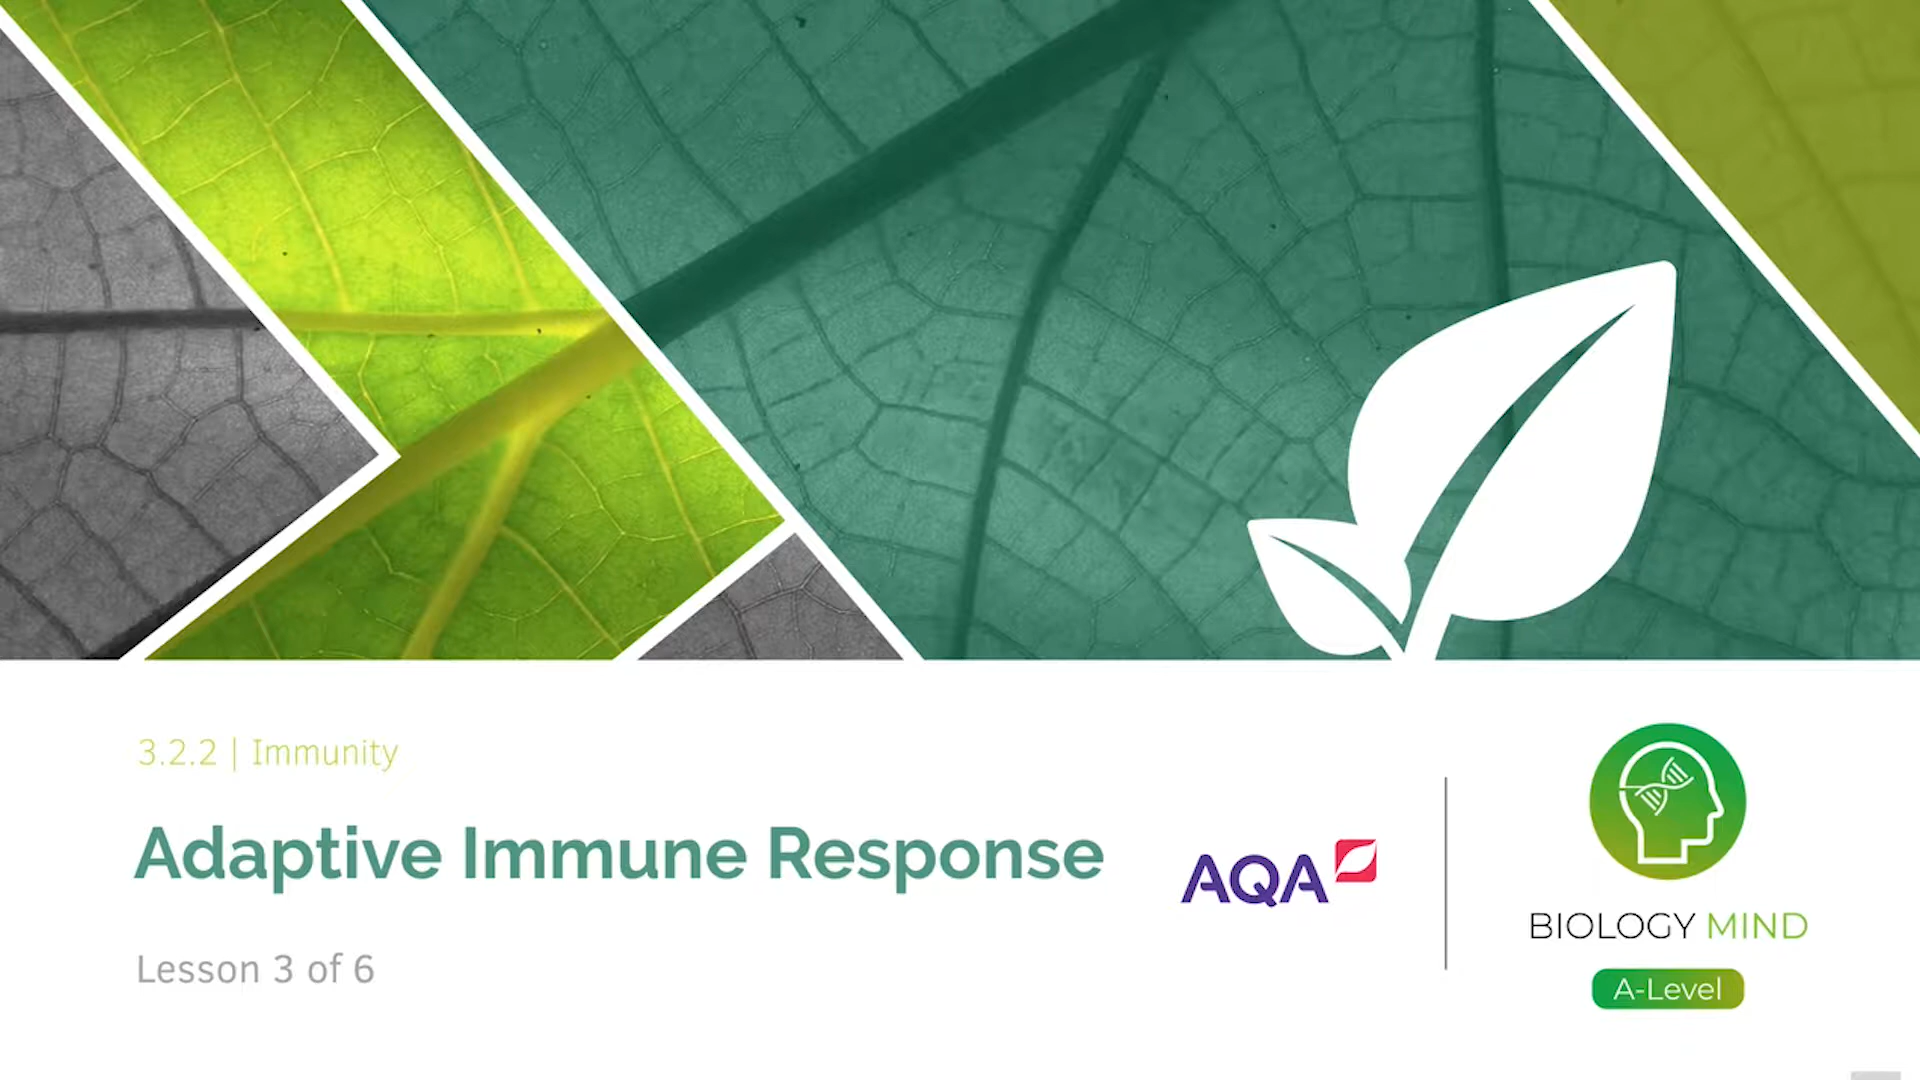 3.2.2 | Immunity
Adaptive Immune Response
Lesson 3 of 6
AQA
BIOLOGY MIND
A-Level